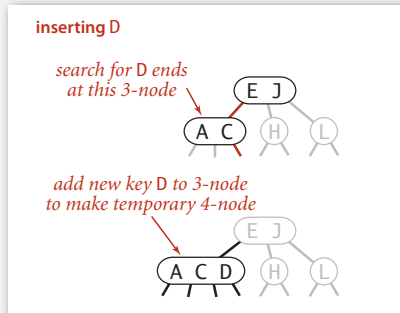 inserting D
search for D ends
at this 3-node
E J
A C
H
L
add new key D to 3-node
to make temporary 4-node
E J
A C D
H
L